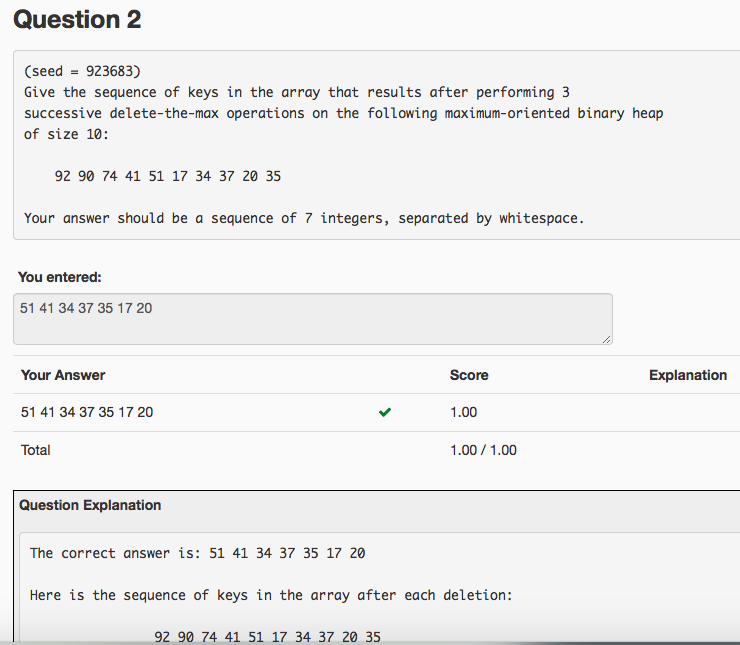 Question 2
(seed = 923683)
Give the sequence of keys in the array that results after performing 3
successive delete-the-max operations on the following maximum-oriented binary heap
of size 10:
92 90 74 41 51 17 34 37 20 35
Your answer should be a sequence of 7 integers, separated by whitespace.
You entered:
51 41 34 37 35 17 20
Your Answer Score Explanation
51 41 34 37 35 17 20 1.00
Total 1.00 / 1.00
Question Explanation
The correct answer is: 51 41 34 37 35 17 20
Here is the sequence of keys in the array after each deletion:
92 90 74 41 51 17 34 37 20 35